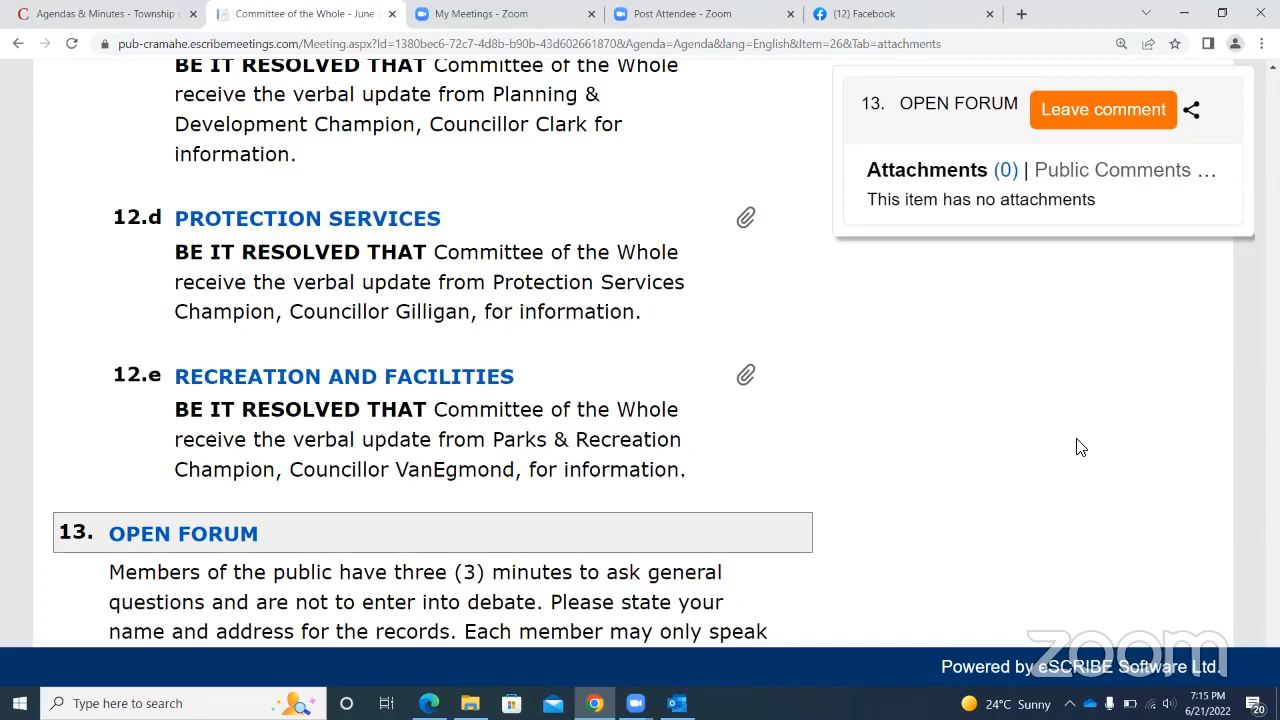 Agendas & Minutes - Township o
Committee of the Whole - June 
My Meetings - Zoom
Post Attendee - Zoom
(12) Facebook
pub-cramahe.escribemeetings.com/Meeting.aspx?Id=1380bec6-72c7-4d8b-b90b-43d602661870&Agenda=Agenda&lang=English&Item=26&Tab=attachments
BE IT RESOLVED THAT Committee of the Whole
receive the verbal update from Planning &
Development Champion, Councillor Clark for
information.
12.d PROTECTION SERVICES
BE IT RESOLVED THAT Committee of the Whole
receive the verbal update from Protection Services
Champion, Councillor Gilligan, for information.
12.e RECREATION AND FACILITIES
BE IT RESOLVED THAT Committee of the Whole
receive the verbal update from Parks & Recreation
Champion, Councillor VanEgmond, for information.
13. OPEN FORUM
Members of the public have three (3) minutes to ask general
questions and are not to enter into debate. Please state your
name and address for the records. Each member may only speak
13. OPEN FORUM Leave comment
Attachments (0) | Public Comments ...
This item has no attachments
zoom
Powered by eSCRIBE Software Ltd.
Type here to search
24°C Sunny
7:15 PM
6/21/2022
20